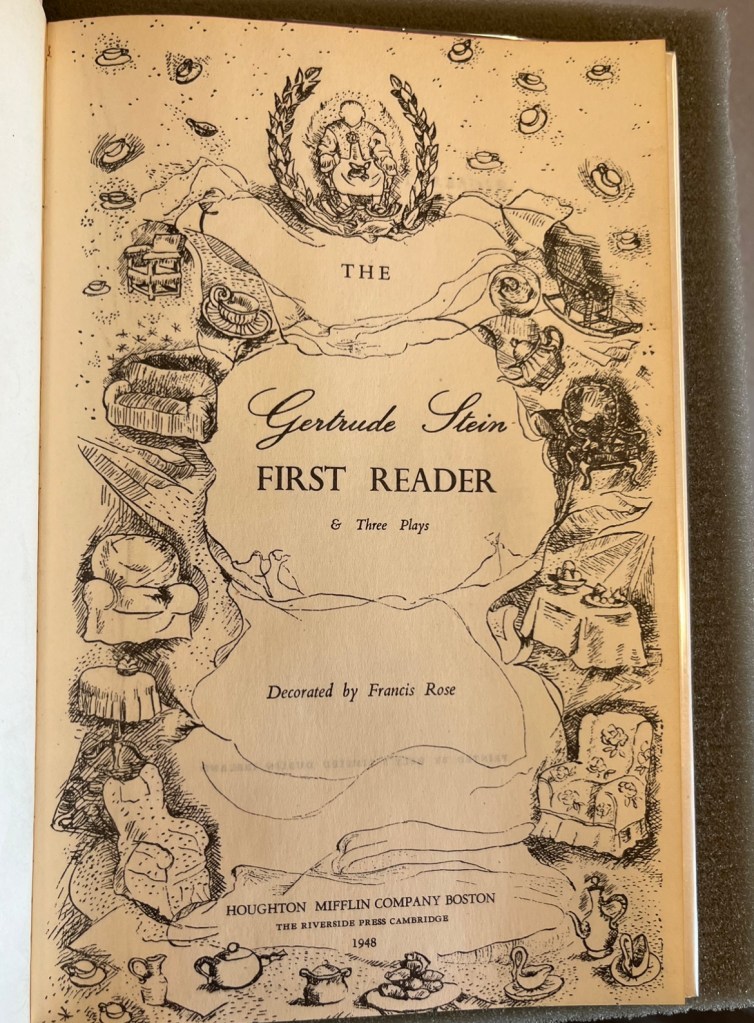 THE
Gertrude Stein
FIRST READER
& Three Plays
Decorated by Francis Rose
HOUGHTON MIFFLIN COMPANY BOSTON
THE RIVERSIDE PRESS CAMBRIDGE
1948